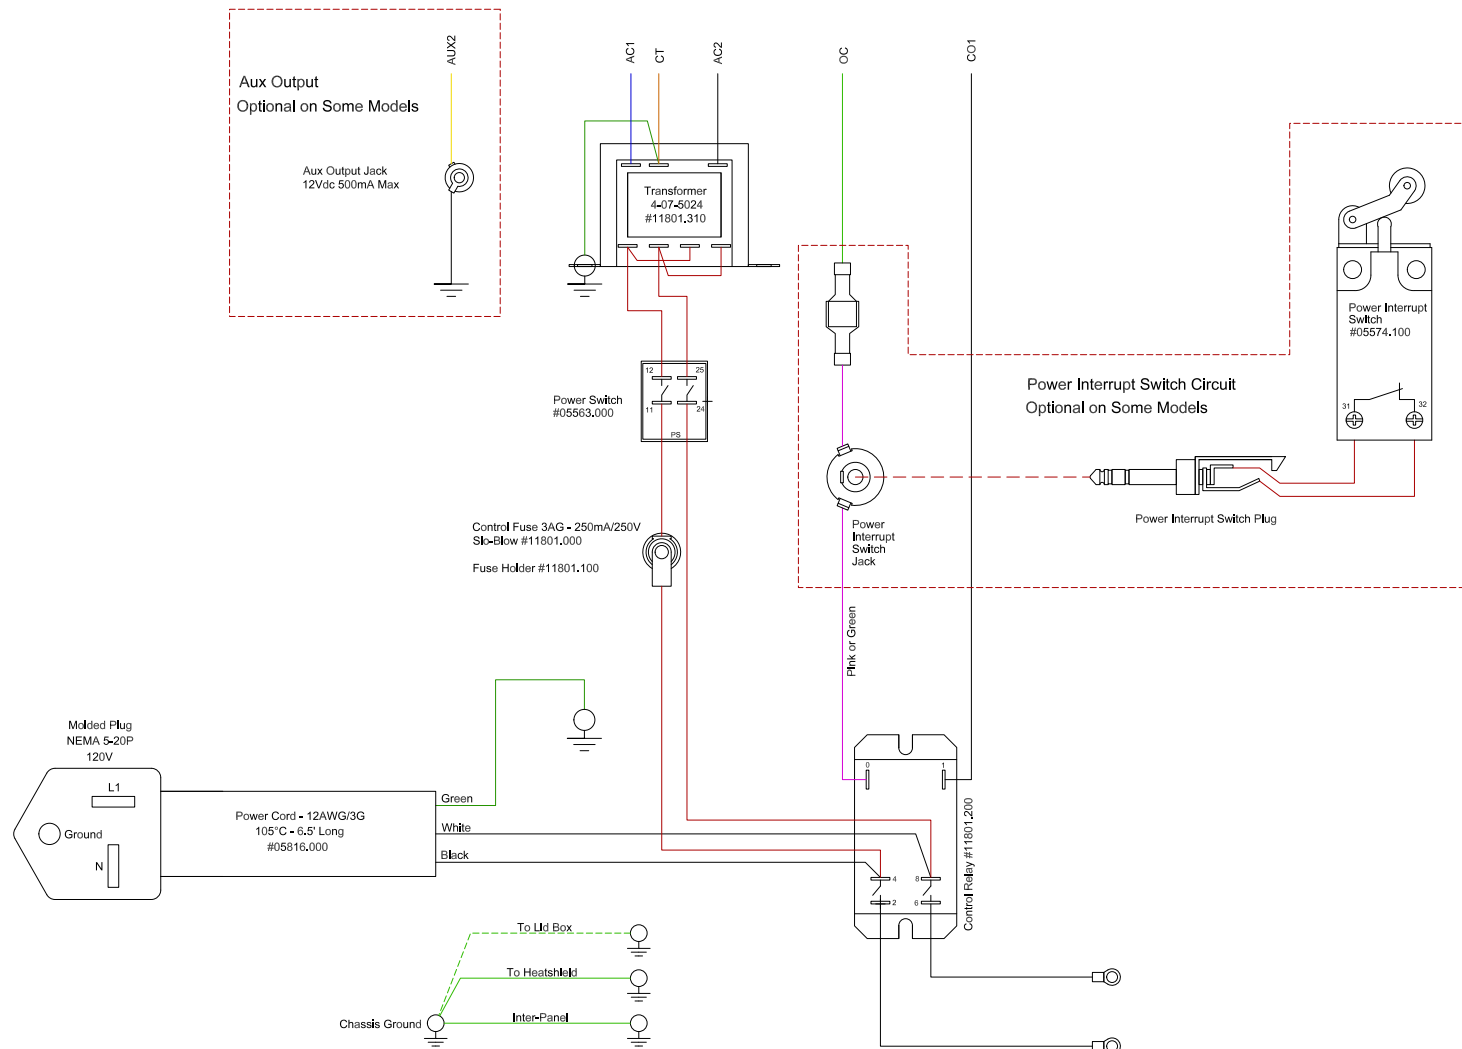 AUX2
Aux Output
Optional on Some Models
Aux Output Jack
12Vdc 500mA Max
AC1
CT
AC2
OC
CO1
Transformer
4-07-5024
#11801.310
Power Interrupt
Switch
#05574.100
31
32
12
25
11
24
PS
Power Switch
#05563.000
Power Interrupt Switch Circuit
Optional on Some Models
Power Interrupt Switch Plug
Power
Interrupt
Switch
Jack
Control Fuse 3AG - 250mA/250V
Slo-Blow #11801.000
Fuse Holder #11801.100
Pink or Green
Molded Plug
NEMA 5-20P
120V
L1
Ground
N
Power Cord - 12AWG/3G
105°C - 6.5' Long
#05816.000
Green
White
Black
0
1
4
8
2
6
Control Relay #11801.200
To Lid Box
To Heatshield
Inter-Panel
Chassis Ground